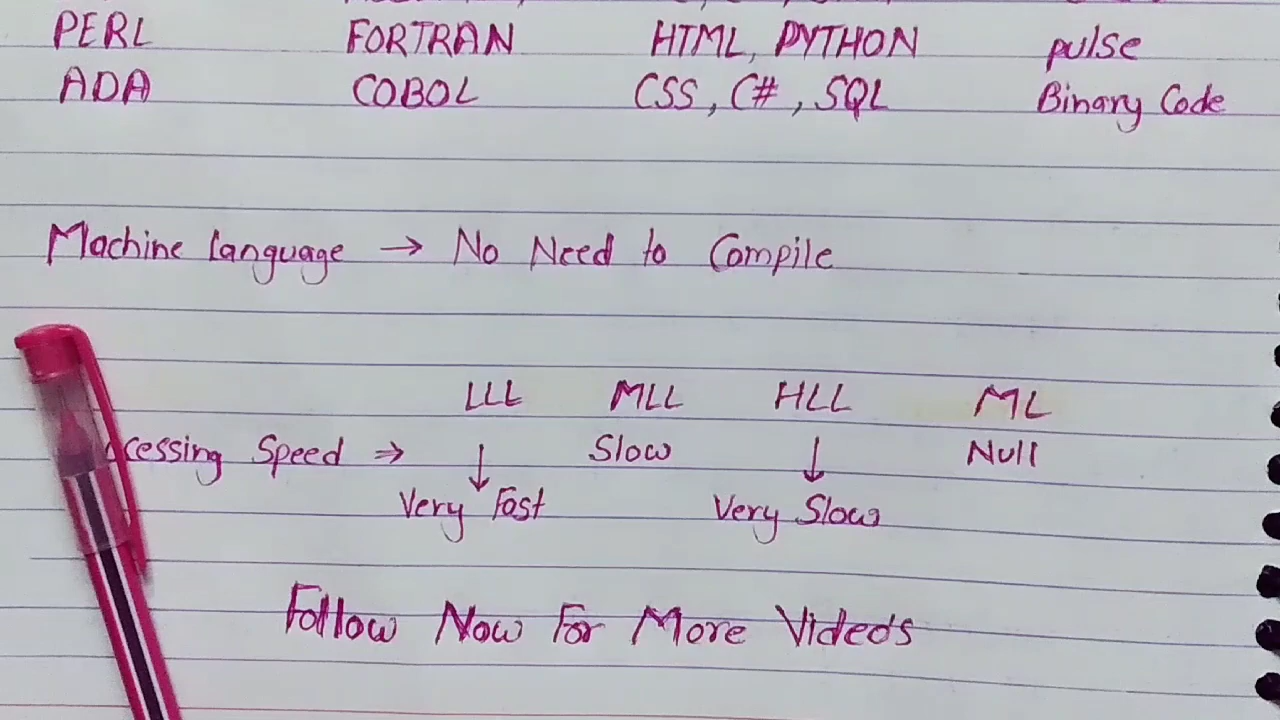 PERL FORTRAN HTML, PYTHON pulse
ADA COBOL CSS, C#, SQL Binary Code
Machine Language → No Need to Compile
LLL MLL HLL ML
cessing Speed ⇒ ↓ Slow ↓ Null
Very Fast Very Slow
Follow Now For More Videos